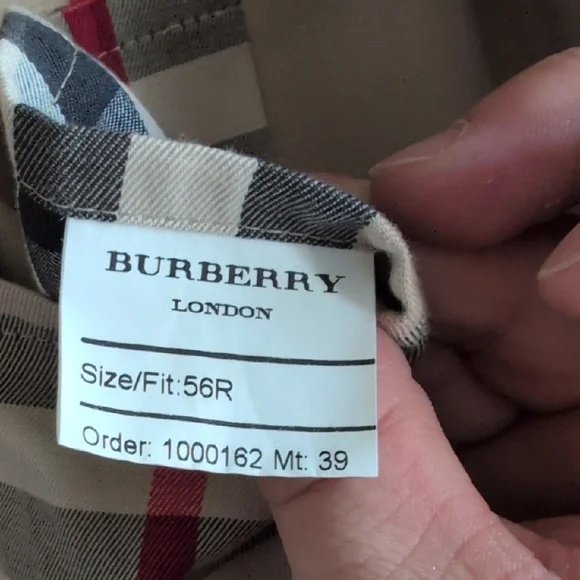 BURBERRY
LONDON
Size/Fit:56R
Order: 1000162 Mt: 39